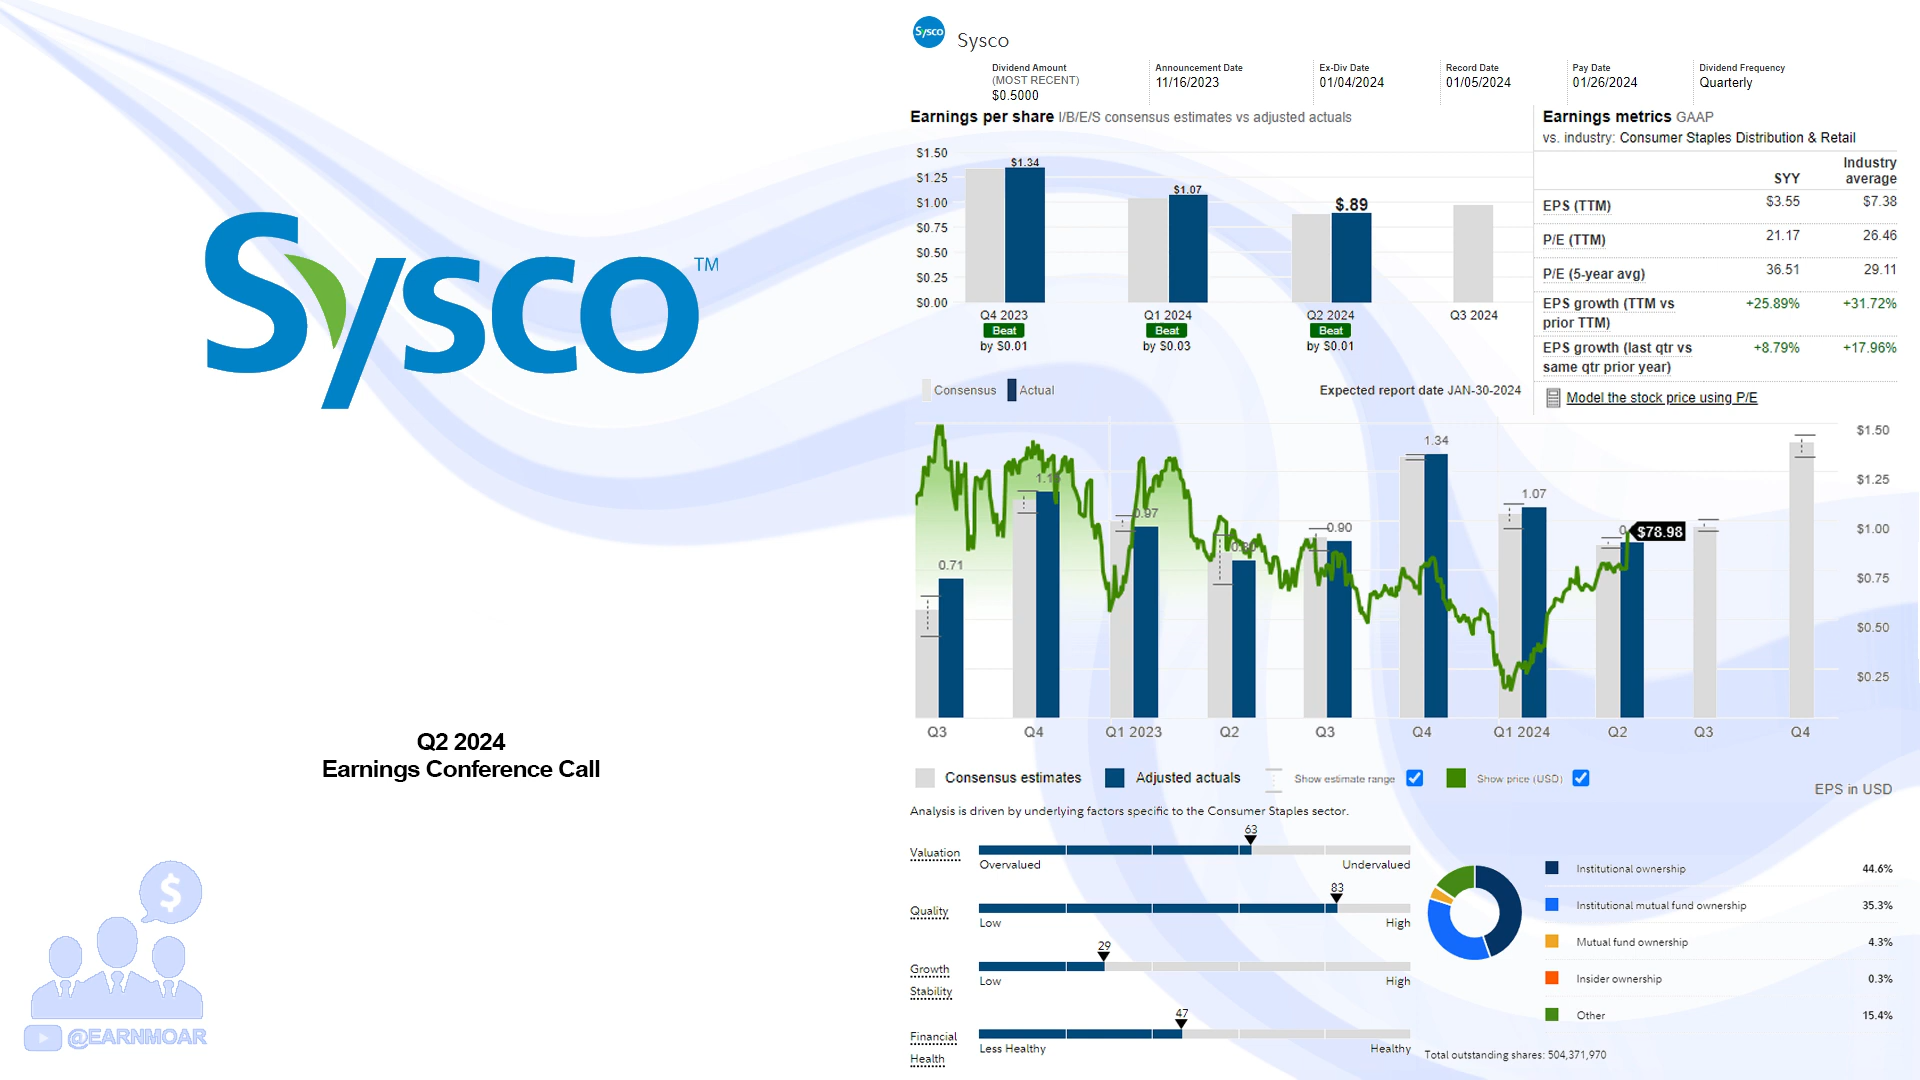 Sysco
TM
Q2 2024
Earnings Conference Call
$
@EARNMOAR
Sysco
Sysco
Dividend Amount
(MOST RECENT)
$0.5000
Announcement Date
11/16/2023
Ex-Div Date
01/04/2024
Record Date
01/05/2024
Pay Date
01/26/2024
Dividend Frequency
Quarterly
Earnings per share I/B/E/S consensus estimates vs adjusted actuals
$1.50
$1.25
$1.00
$0.75
$0.50
$0.25
$0.00
$1.34
$1.07
$.89
Q4 2023
Beat
by $0.01
Q1 2024
Beat
by $0.03
Q2 2024
Beat
by $0.01
Q3 2024
Consensus
Actual
Expected report date JAN-30-2024
Earnings metrics GAAP
vs. industry: Consumer Staples Distribution & Retail
SYY
Industry average
EPS (TTM) $3.55 $7.38
P/E (TTM) 21.17 26.46
P/E (5-year avg) 36.51 29.11
EPS growth (TTM vs prior TTM) +25.89% +31.72%
EPS growth (last qtr vs same qtr prior year) +8.79% +17.96%
Model the stock price using P/E
$1.50
$1.25
$1.00
$0.75
$0.50
$0.25
0.71
0.97
0.90
1.34
1.07
$78.98
Q3
Q4
Q1 2023
Q2
Q3
Q4
Q1 2024
Q2
Q3
Q4
Consensus estimates
Adjusted actuals
Show estimate range
Show price (USD)
EPS in USD
Analysis is driven by underlying factors specific to the Consumer Staples sector.
Valuation
63
Overvalued
Undervalued
Quality
83
Low
High
Growth Stability
29
Low
High
Financial Health
47
Less Healthy
Healthy
Institutional ownership 44.6%
Institutional mutual fund ownership 35.3%
Mutual fund ownership 4.3%
Insider ownership 0.3%
Other 15.4%
Total outstanding shares: 504,371,970